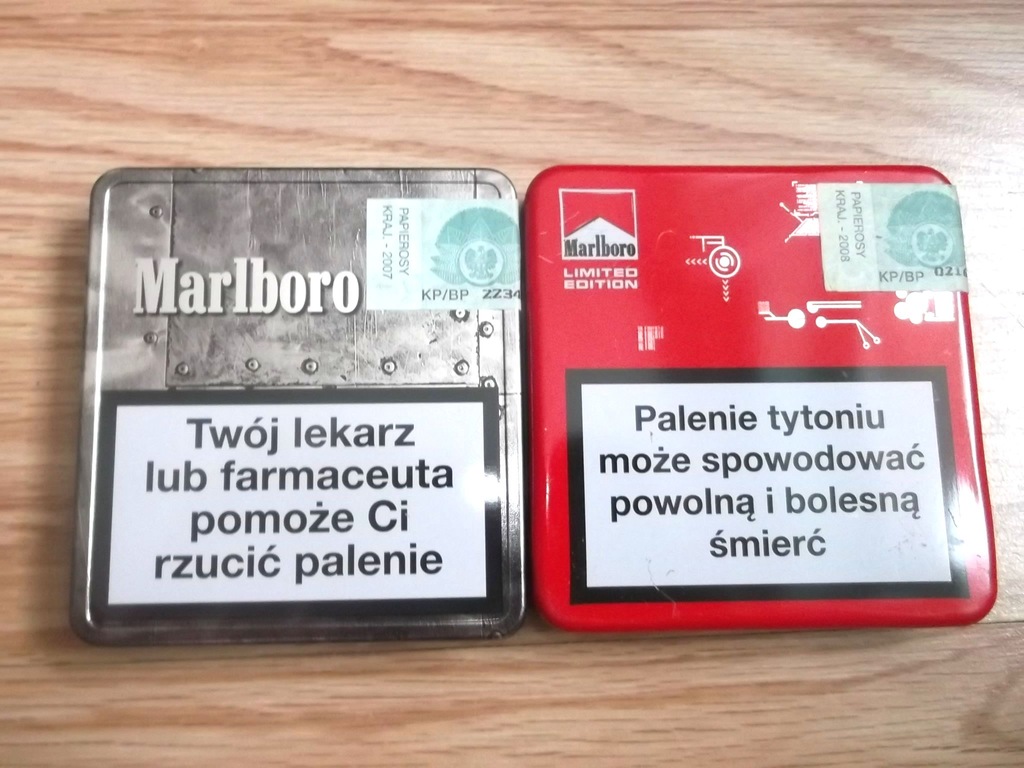 Marlboro
PAPIEROSY
KRAJ. - 2007
KP/BP 2234
Twój lekarz
lub farmaceuta
pomoże Ci
rzucić palenie
Marlboro
LIMITED
EDITION
PAPIEROSY
KRAJ. - 2008
KP/BP
Palenie tytoniu
może spowodować
powolną i bolesną
śmierć